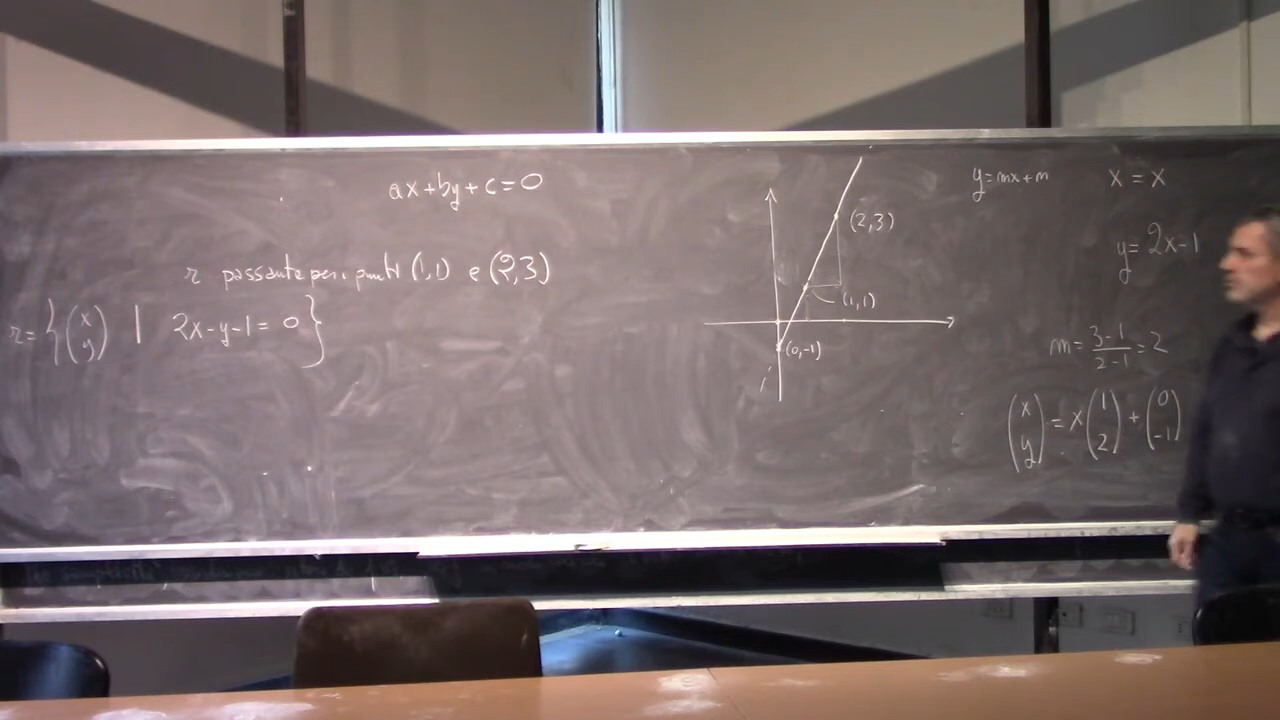 ax+by+c=0
r passante per i punti (1,1) e (2,3)
r = { (x y) | 2x-y-1=0 }
(2,3)
(1,1)
(0,-1)
y=mx+n
x = x
y = 2x-1
m = 3-1 / 2-1 = 2
(x y) = x (1 2) + (0 -1)